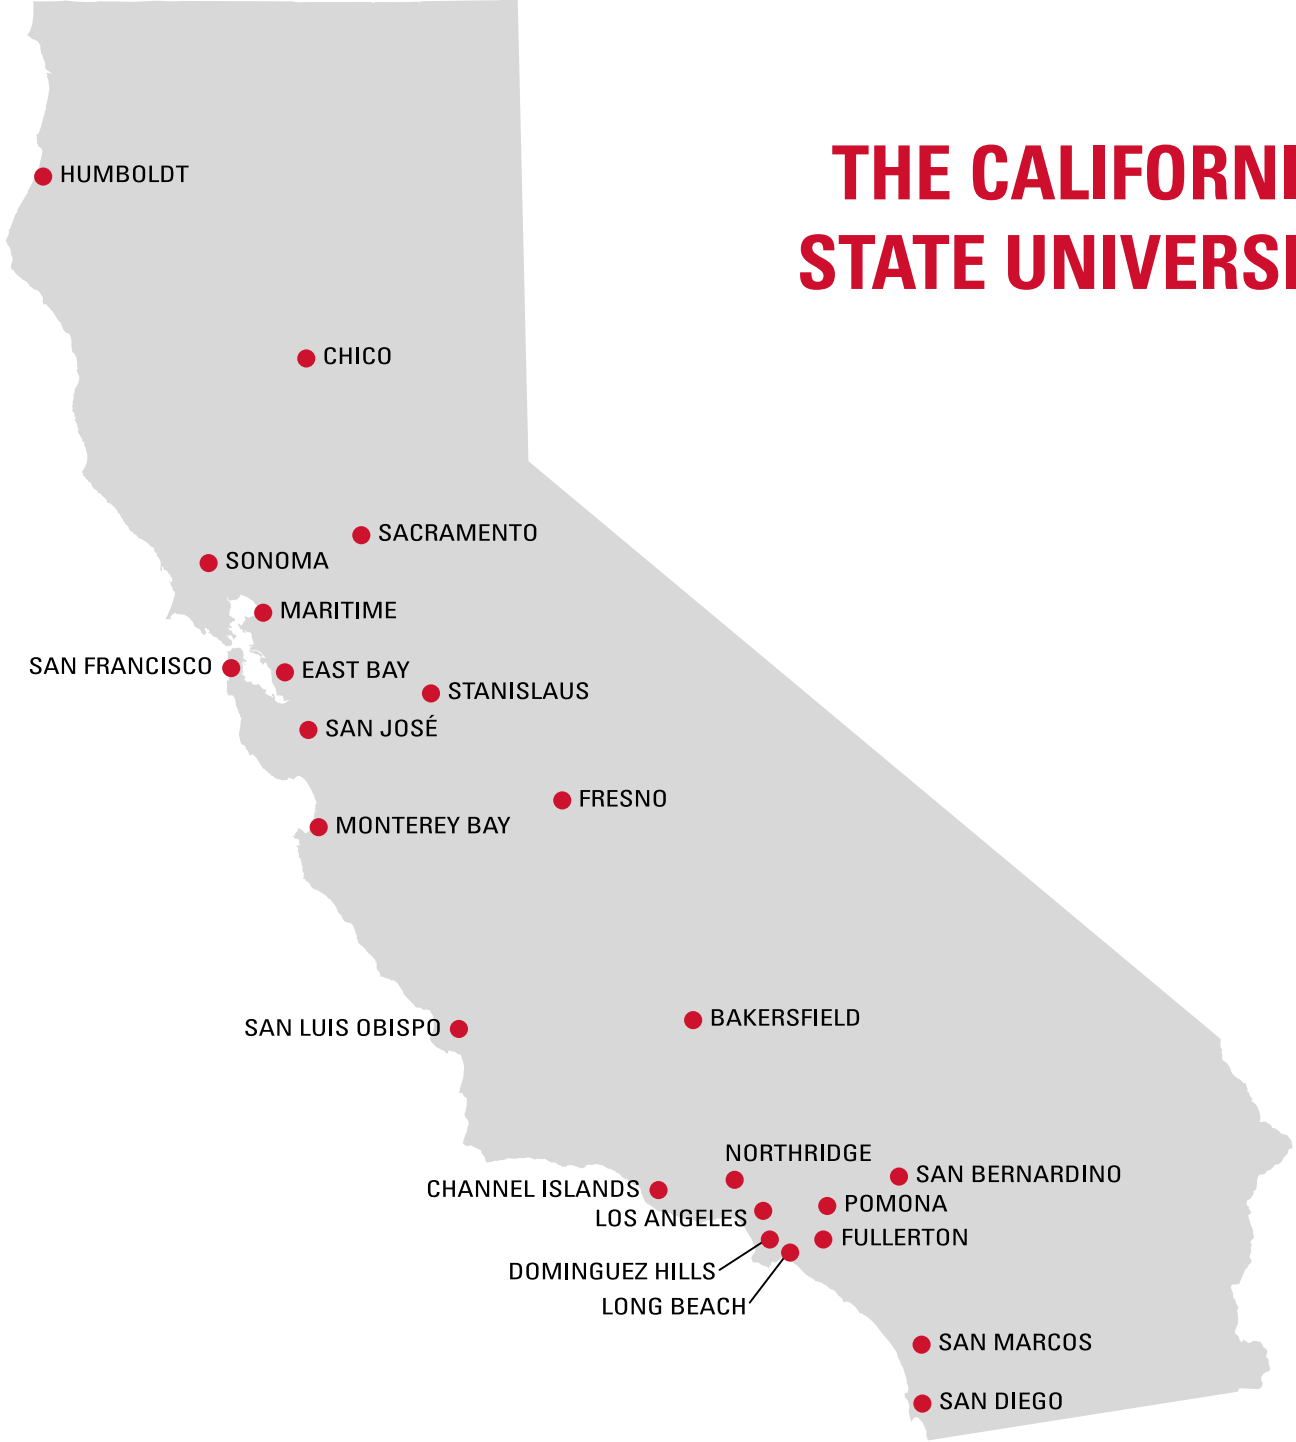 THE CALIFORNI
STATE UNIVERSI
HUMBOLDT
CHICO
SACRAMENTO
SONOMA
MARITIME
SAN FRANCISCO
EAST BAY
STANISLAUS
SAN JOSÉ
FRESNO
MONTEREY BAY
SAN LUIS OBISPO
BAKERSFIELD
NORTHRIDGE
SAN BERNARDINO
CHANNEL ISLANDS
POMONA
LOS ANGELES
FULLERTON
DOMINGUEZ HILLS
LONG BEACH
SAN MARCOS
SAN DIEGO